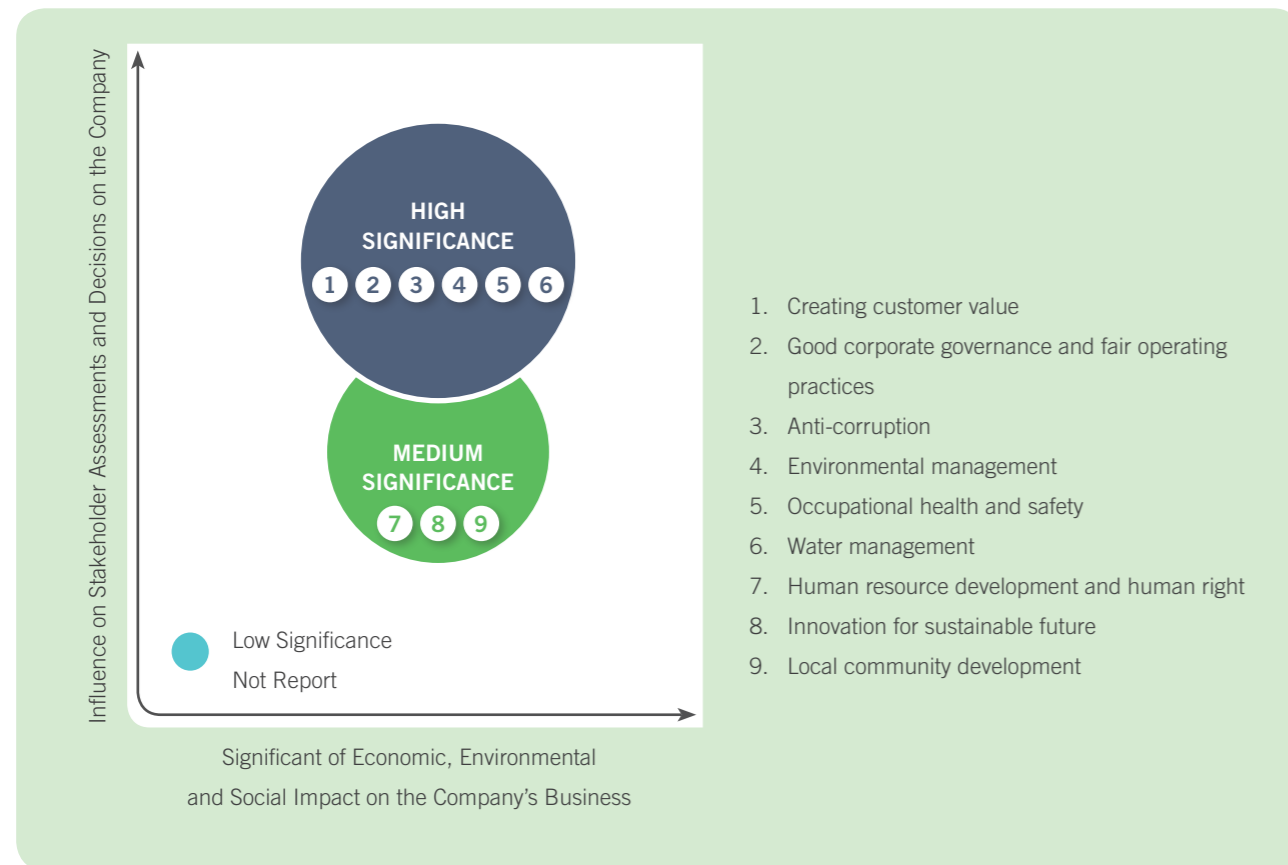 Influence on Stakeholder Assessments and Decisions on the Company
HIGH
SIGNIFICANCE
1 2 3 4 5 6
MEDIUM
SIGNIFICANCE
7 8 9
Low Significance
Not Report
Significant of Economic, Environmental
and Social Impact on the Company's Business
1. Creating customer value
2. Good corporate governance and fair operating
practices
3. Anti-corruption
4. Environmental management
5. Occupational health and safety
6. Water management
7. Human resource development and human right
8. Innovation for sustainable future
9. Local community development